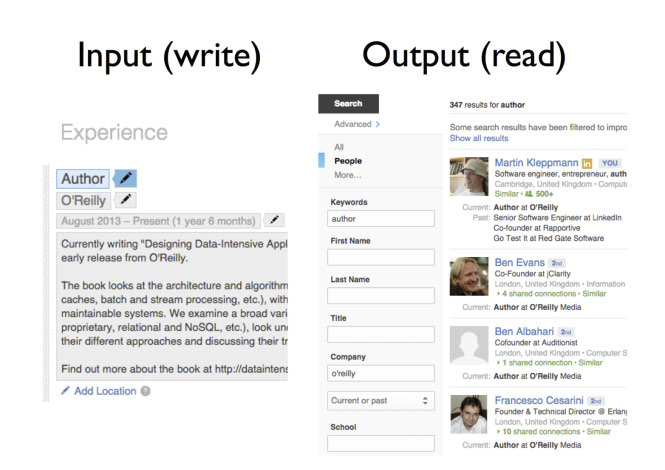 Input (write)
Output (read)
Experience
Author
O'Reilly
August 2013 – Present (1 year 6 months)
Currently writing "Designing Data-Intensive Appl
early release from O'Reilly.
The book looks at the architecture and algorithm
caches, batch and stream processing, etc.), with
maintainable systems. We examine a broad vari
proprietary, relational and NoSQL, etc.), look und
their different approaches and discussing their tr
Find out more about the book at http://dataintens
Add Location ?
Search
Advanced >
All
People
More...
Keywords
author
First Name
Last Name
Title
Company
o'reilly
Current or past
School
347 results for author
Some search results have been filtered to impro
Show all results
Martin Kleppmann in YOU
Software engineer, entrepreneur, auth
Cambridge, United Kingdom • Comput
Similar • 500+
Current: Author at O'Reilly
Past: Senior Software Engineer at LinkedIn
Co-founder at Rapportive
Go Test It at Red Gate Software
Ben Evans 2nd
Co-Founder at jClarity
London, United Kingdom • Information
4 shared connections • Similar
Current: Author at O'Reilly Media
Ben Albahari 2nd
Cofounder at Auditionist
London, United Kingdom • Computer S
1 shared connection • Similar
Current: Author at O'Reilly Media
Francesco Cesarini 2nd
Founder & Technical Director @ Erlang
London, United Kingdom • Computer S
10 shared connections • Similar
Current: Author at O'Reilly Media